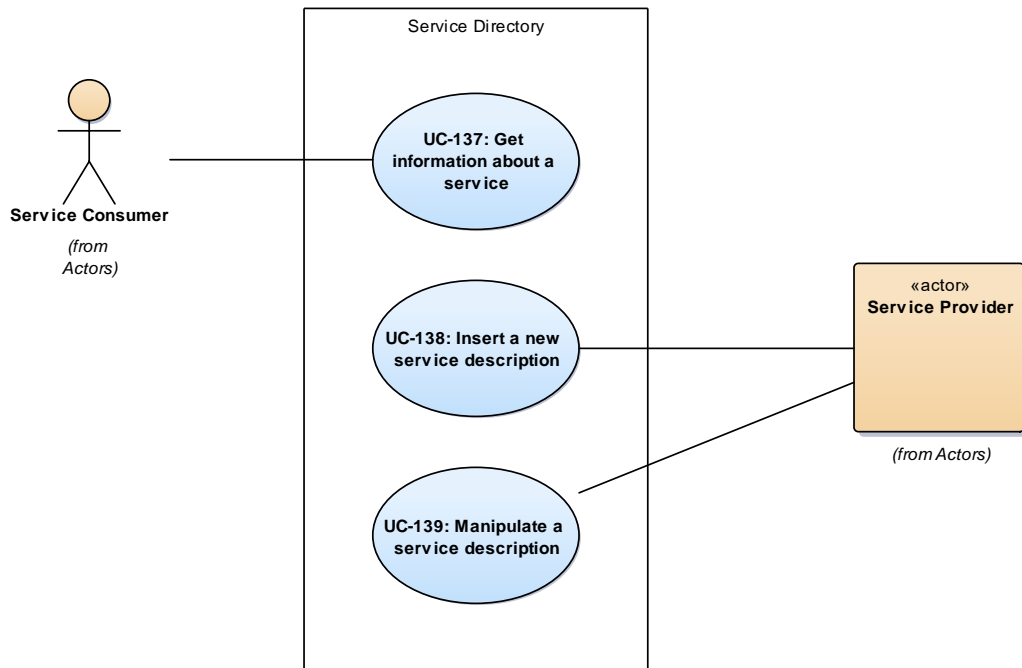 Service Directory
UC-137: Get
information about a
service
Service Consumer
(from
Actors)
«actor»
Service Provider
UC-138: Insert a new
service description
(from Actors)
UC-139: Manipulate a
service description